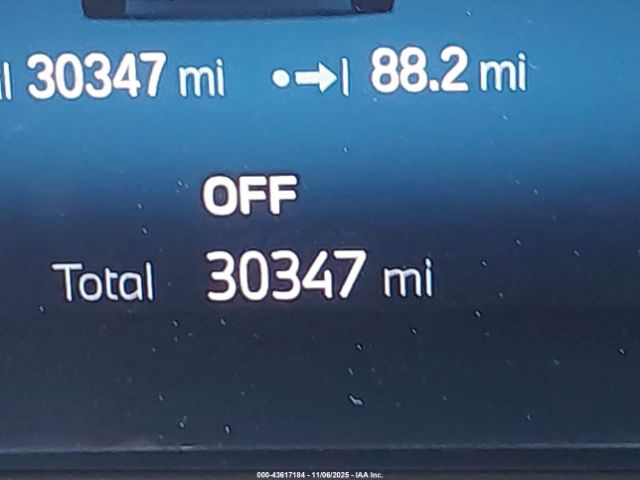 30347 mi 88.2 mi
OFF
Total 30347 mi
000-43617184 - 11/06/2025 - IAA Inc.